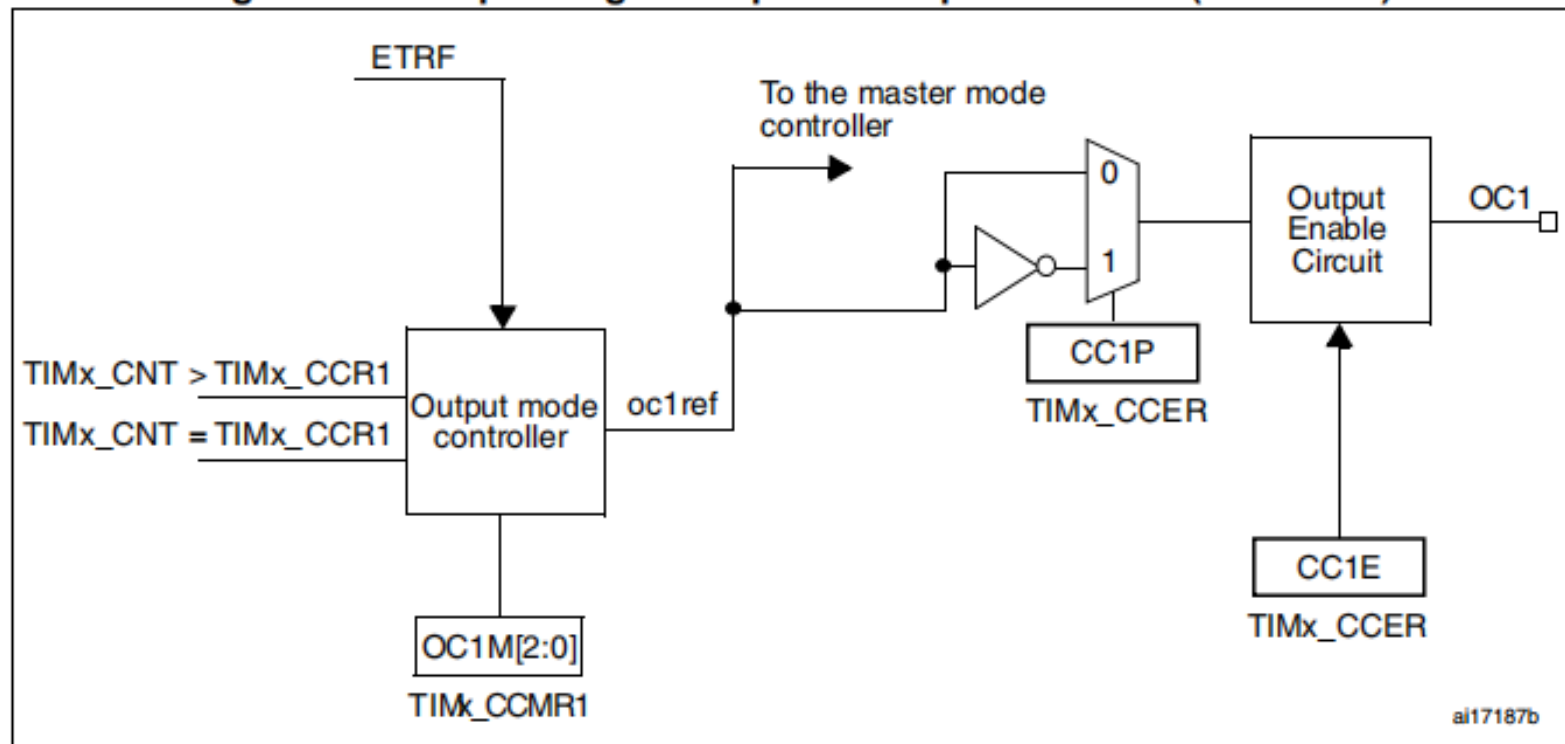 ETRF
To the master mode
controller
0
1
Output
Enable
Circuit
OC1
CC1P
TIMx_CCER
TIMx_CNT > TIMx_CCR1
TIMx_CNT = TIMx_CCR1
Output mode
controller
oc1ref
CC1E
TIMx_CCER
OC1M[2:0]
TIMx_CCMR1
ai17187b